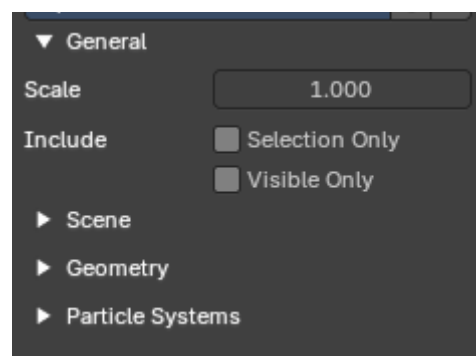 General
Scale 1.000
Include Selection Only
Visible Only
Scene
Geometry
Particle Systems